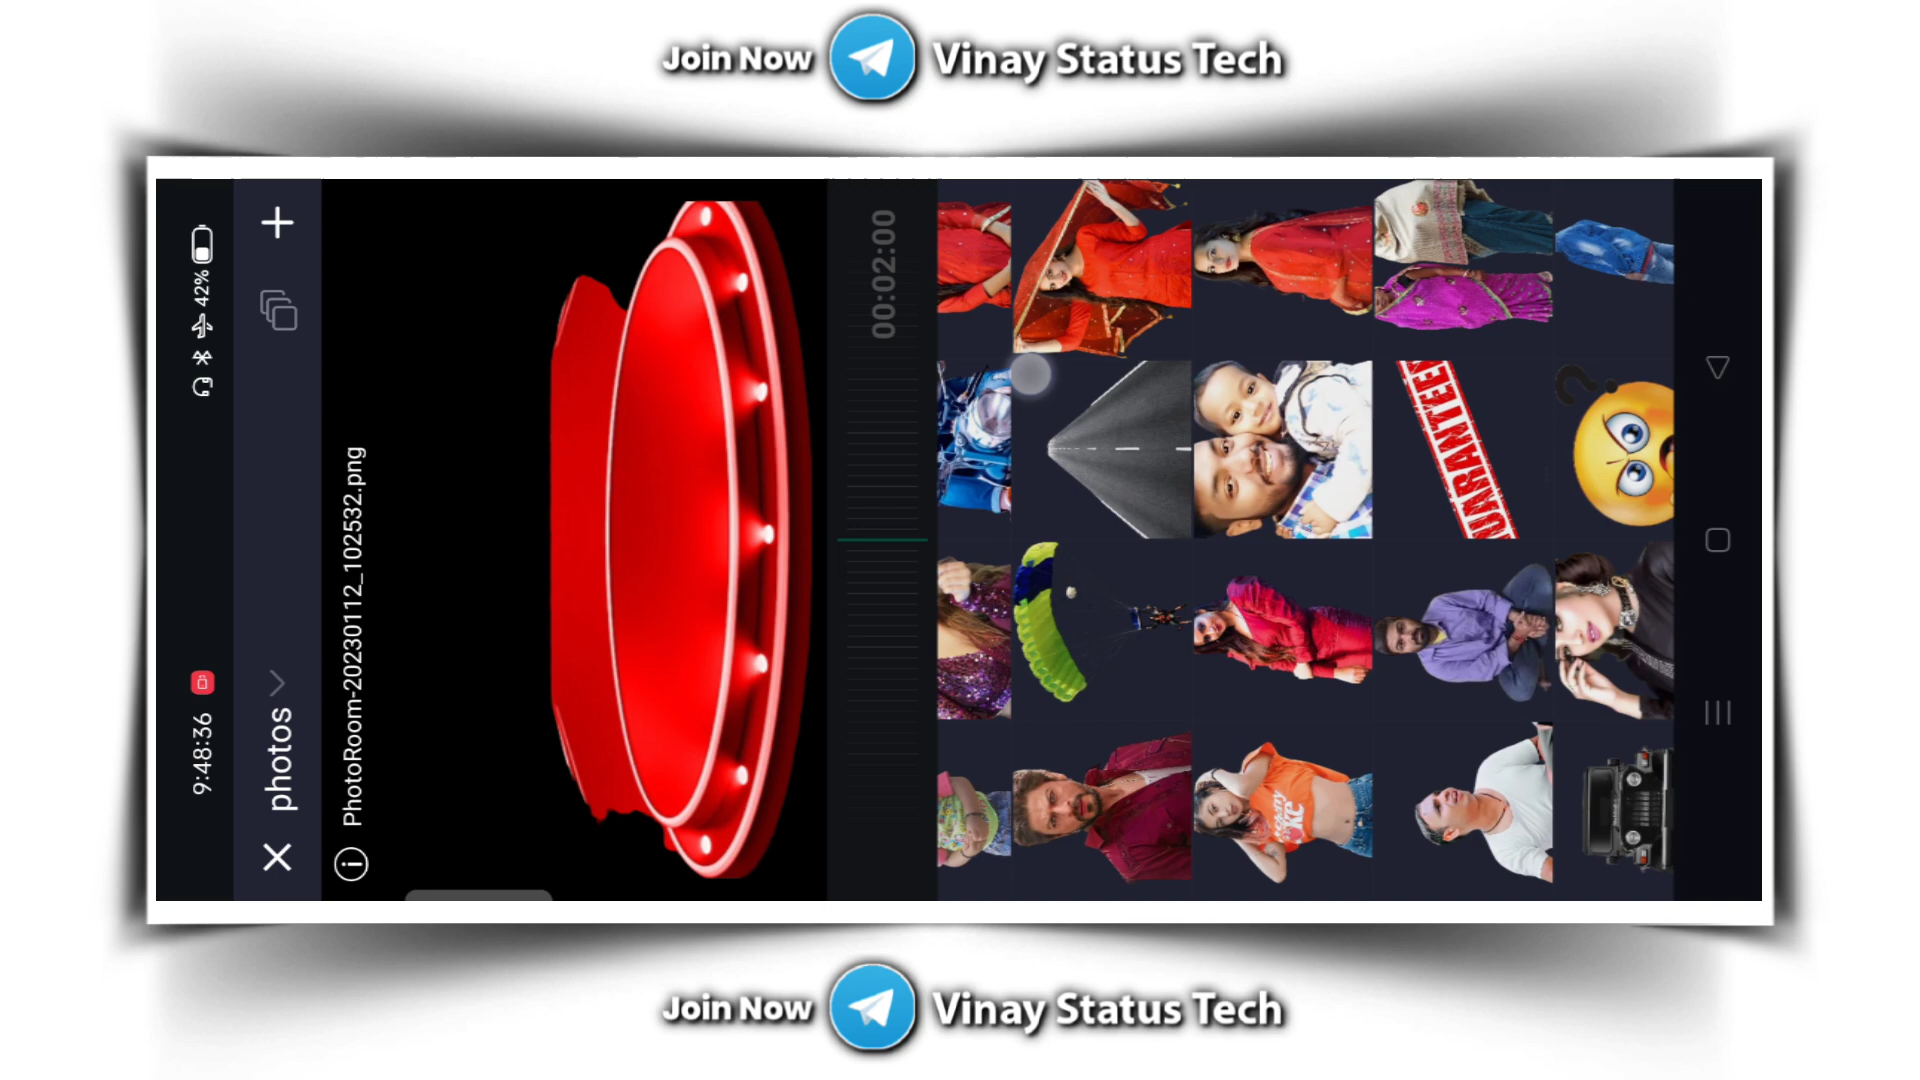 Join Now Vinay Status Tech
9:48:36
42%
photos
PhotoRoom-20230112_102532.png
00:02:00
Join Now Vinay Status Tech